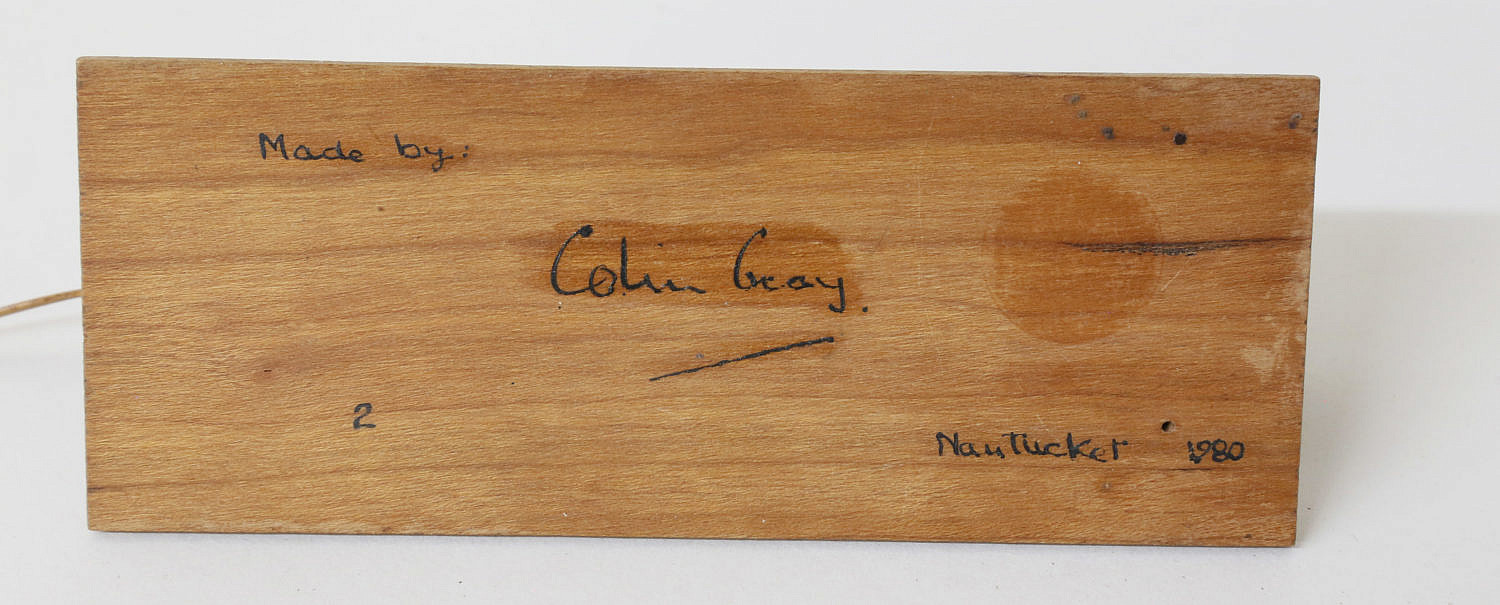 Made by:
Colin Gray.
2
Nantucket 1980